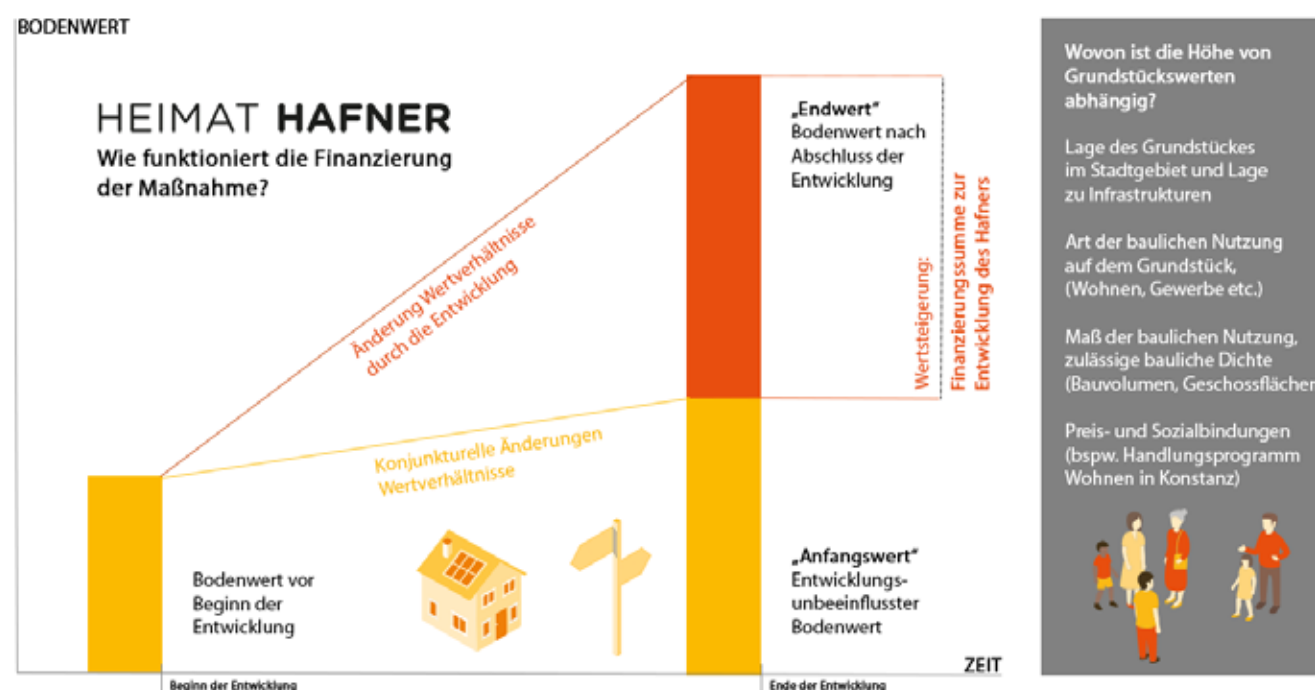 BODENWERT
HEIMAT HAFNER
Wie funktioniert die Finanzierung
der Maßnahme?
Änderung Wertverhältnisse
durch die Entwicklung
Konjunkturelle Änderungen
Wertverhältnisse
Bodenwert vor
Beginn der
Entwicklung
„Endwert“
Bodenwert nach
Abschluss der
Entwicklung
Wertsteigerung:
Finanzierungssumme zur
Entwicklung des Hafners
„Anfangswert“
Entwicklungs-
unbeeinflusster
Bodenwert
ZEIT
Beginn der Entwicklung
Ende der Entwicklung
Wovon ist die Höhe von
Grundstückswerten
abhängig?
Lage des Grundstückes
im Stadtgebiet und Lage
zu Infrastrukturen
Art der baulichen Nutzung
auf dem Grundstück,
(Wohnen, Gewerbe etc.)
Maß der baulichen Nutzung,
zulässige bauliche Dichte
(Bauvolumen, Geschossflächen
Preis- und Sozialbindungen
(bspw. Handlungsprogramm
Wohnen in Konstanz)